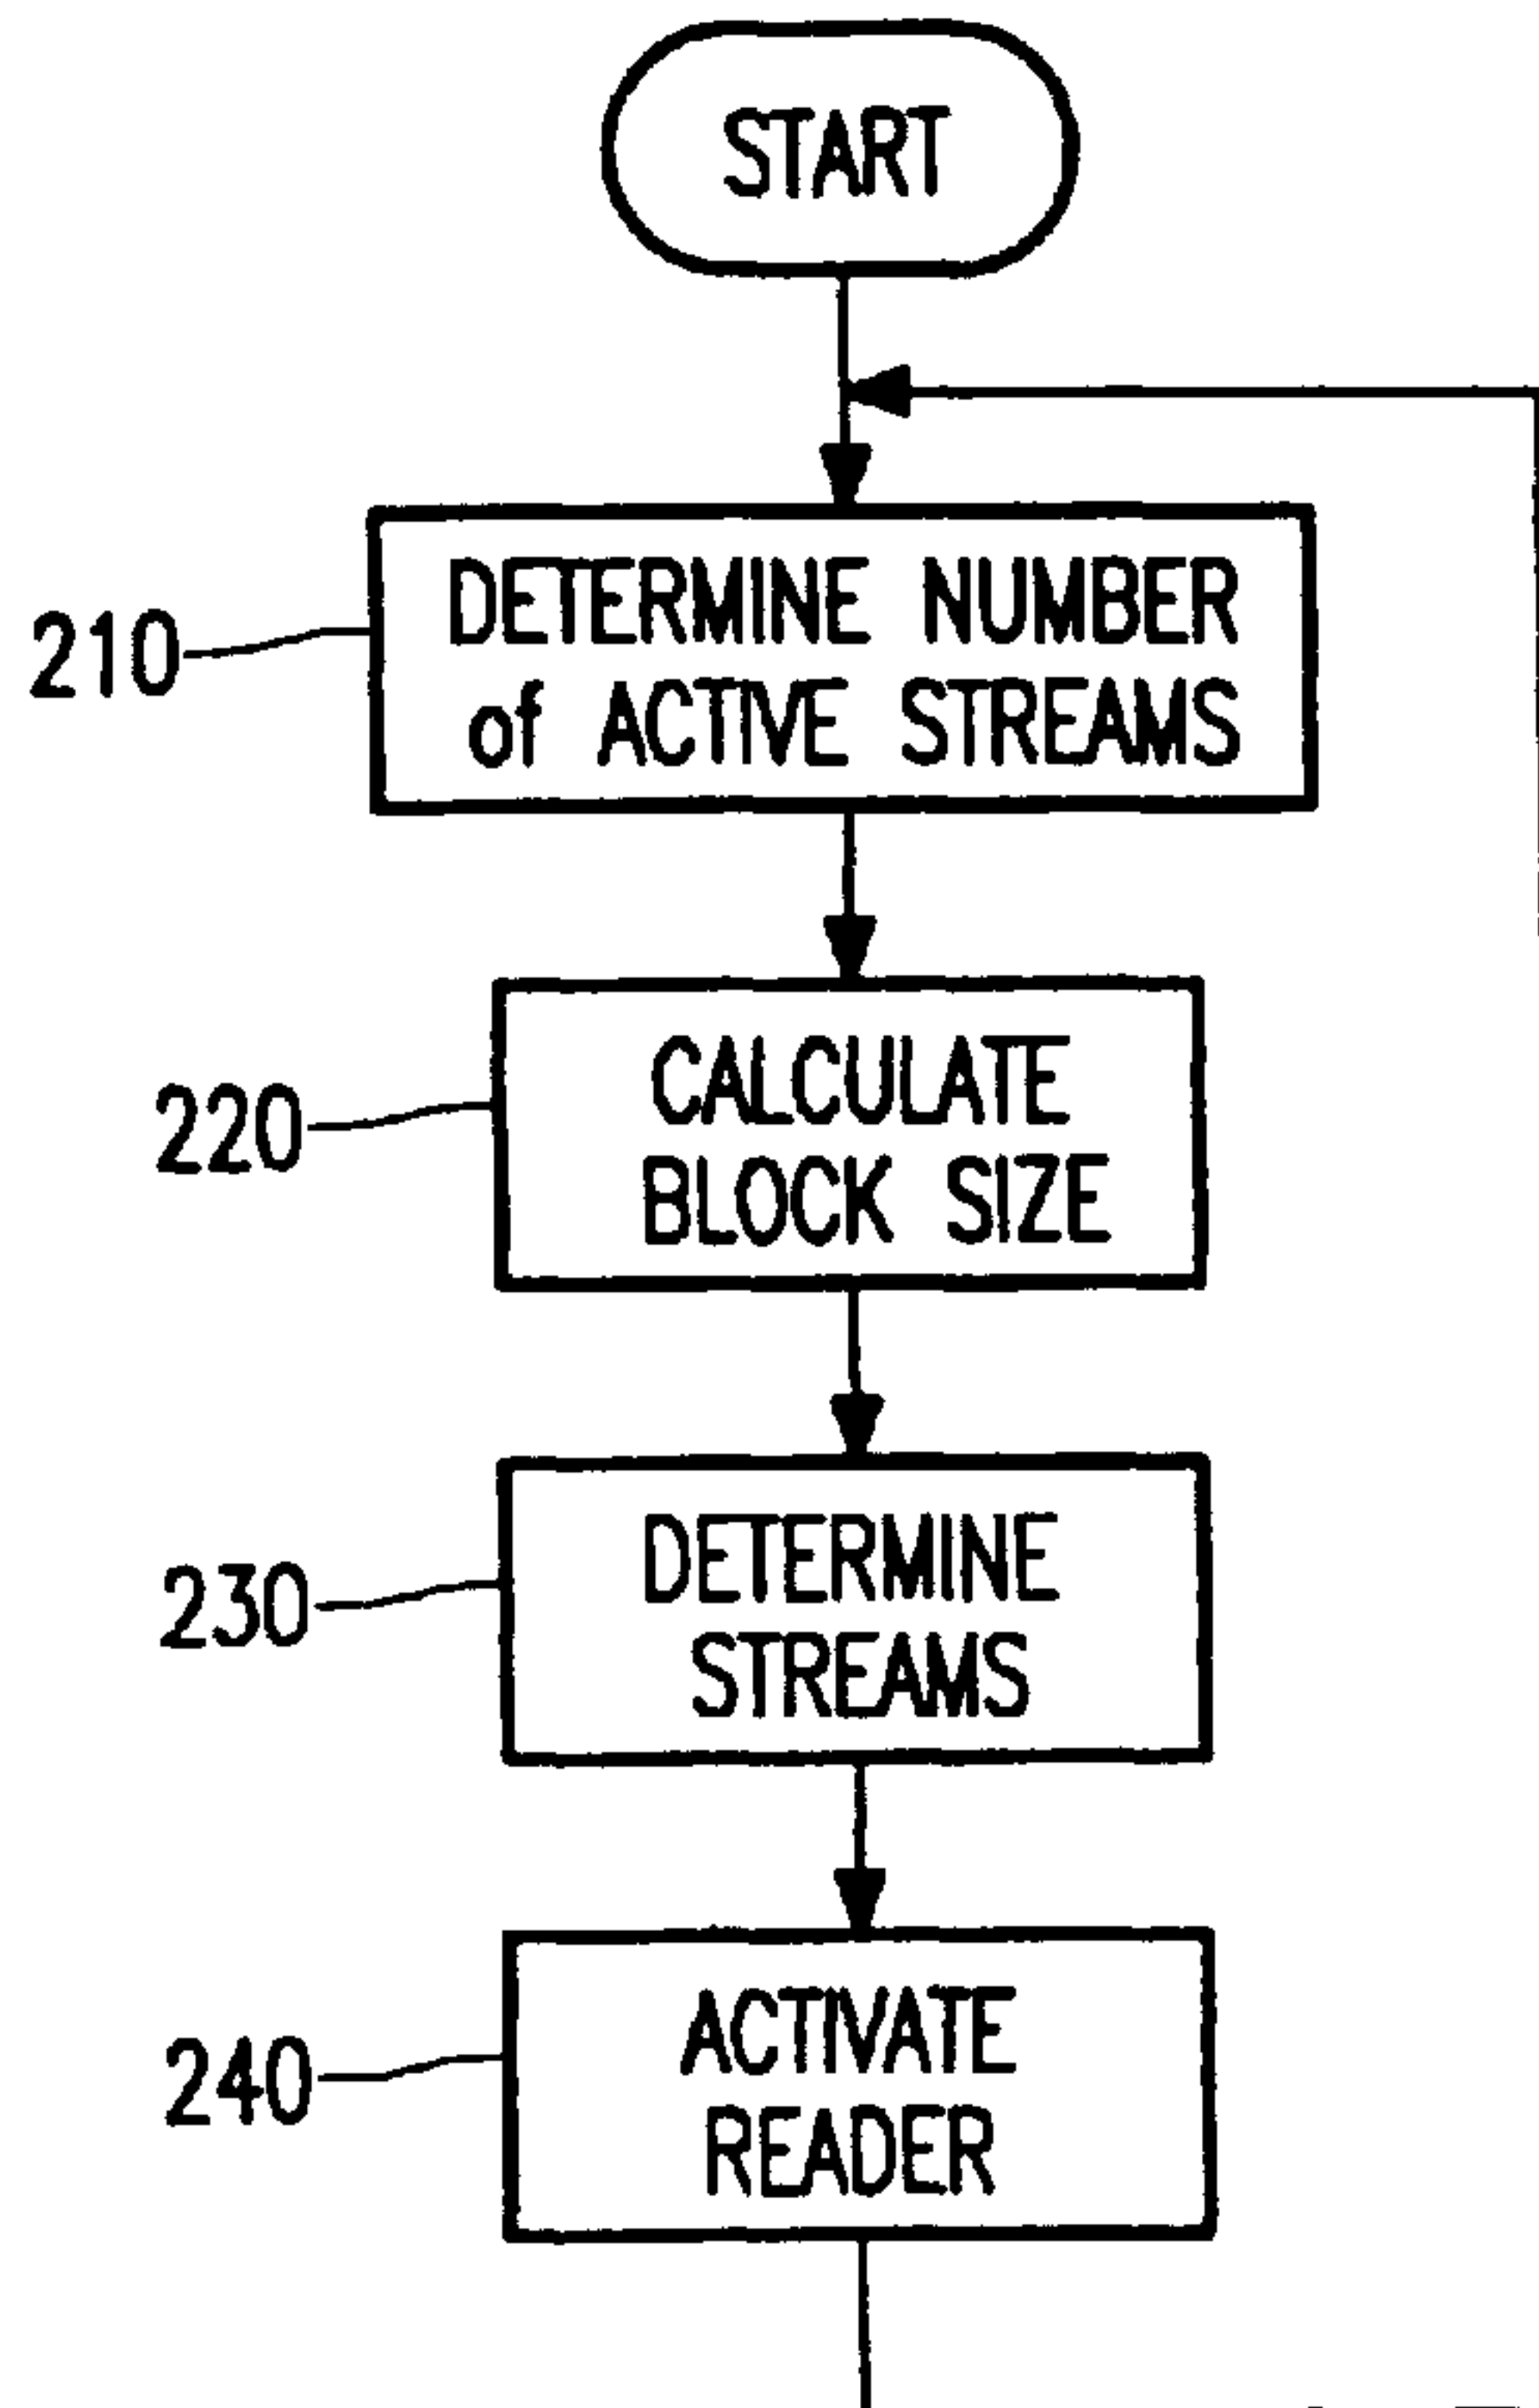 START
210
DETERMINE NUMBER
of ACTIVE STREAMS
220
CALCULATE
BLOCK SIZE
230
DETERMINE
STREAMS
240
ACTIVATE
READER